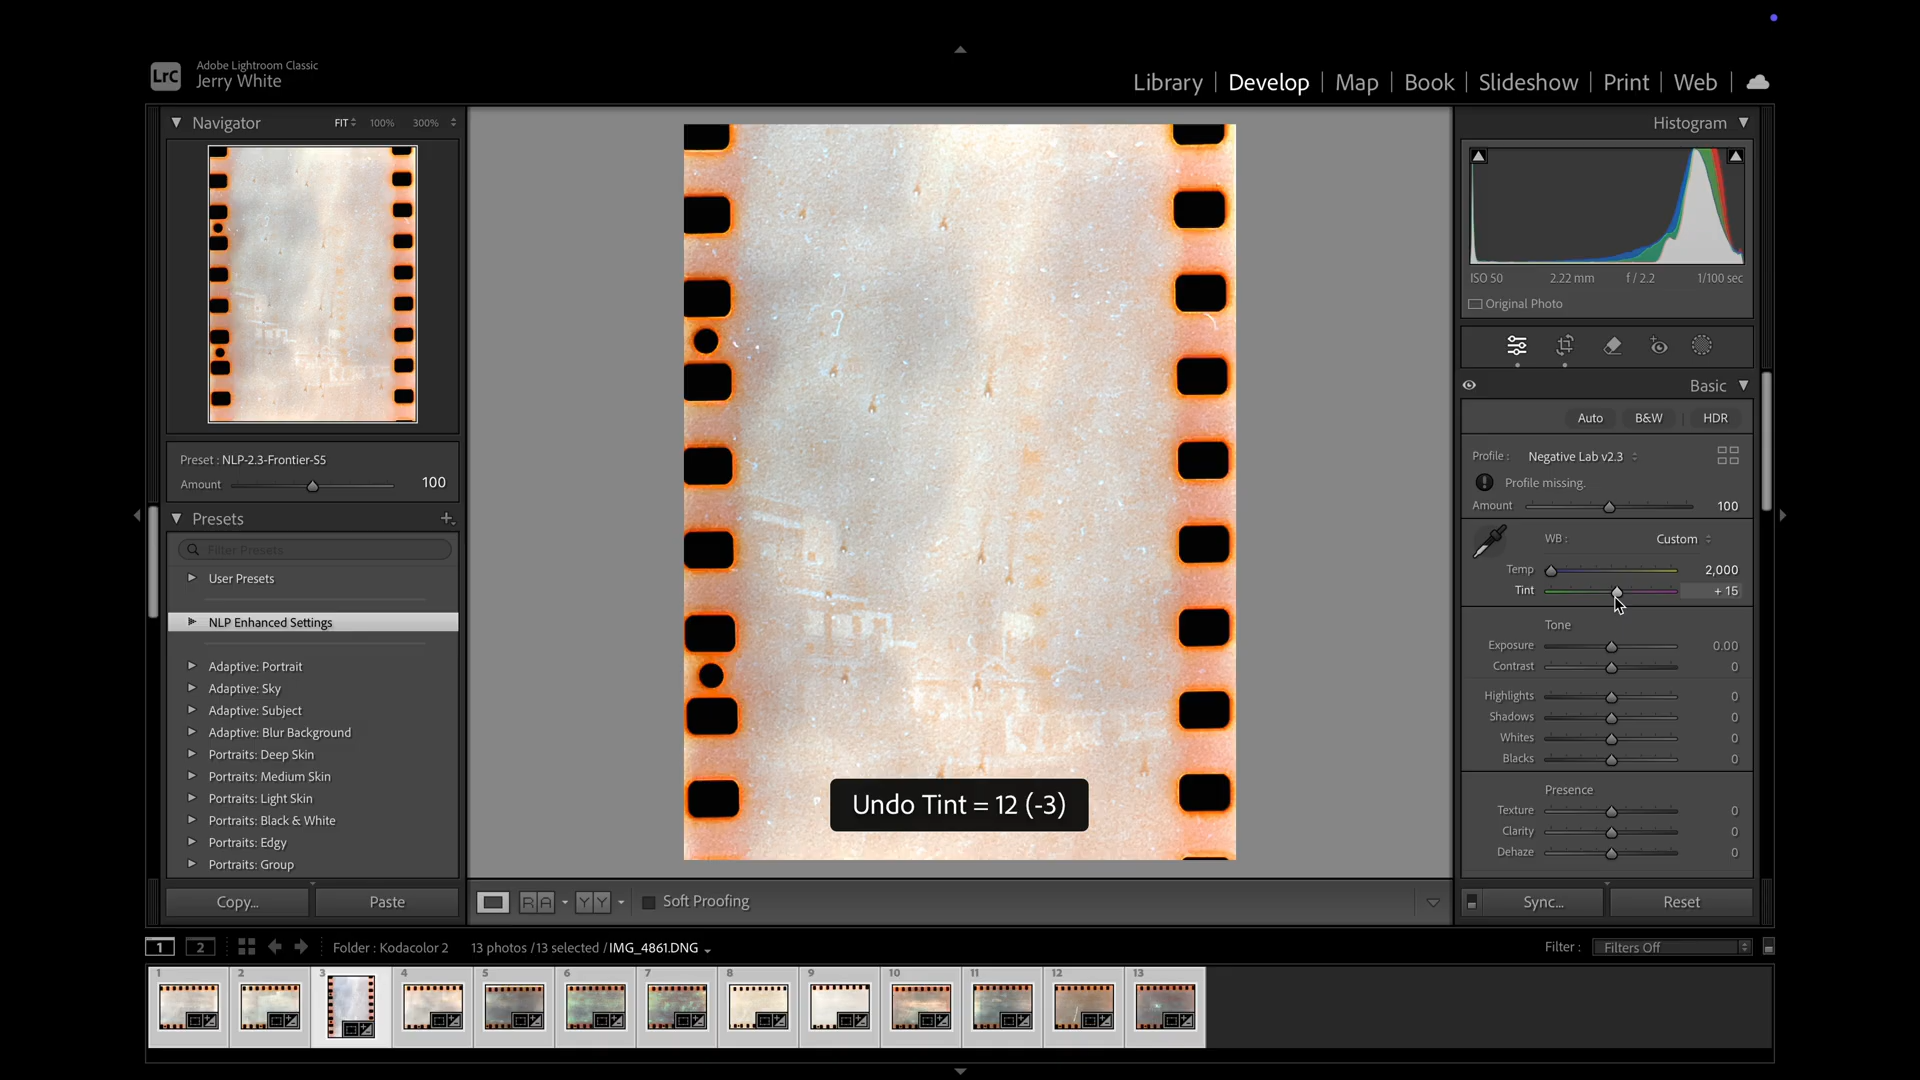 LrC
Adobe Lightroom Classic
Jerry White
Library
Develop
Map
Book
Slideshow
Print
Web
Navigator
FIT
100%
300%
Preset : NLP-2.3-Frontier-S5
Amount
100
Presets
Filter Presets
User Presets
NLP Enhanced Settings
Adaptive: Portrait
Adaptive: Sky
Adaptive: Subject
Adaptive: Blur Background
Portraits: Deep Skin
Portraits: Medium Skin
Portraits: Light Skin
Portraits: Black & White
Portraits: Edgy
Portraits: Group
Copy...
Paste
Undo Tint = 12 (-3)
R A
Y Y
Soft Proofing
Histogram
ISO 50
2.22 mm
f / 2.2
1/100 sec
Original Photo
Basic
Auto
B&W
HDR
Profile :
Negative Lab v2.3
Profile missing.
Amount
100
WB :
Custom
Temp
2,000
Tint
+ 15
Tone
Exposure
0.00
Contrast
0
Highlights
0
Shadows
0
Whites
0
Blacks
0
Presence
Texture
0
Clarity
0
Dehaze
0
Sync...
Reset
1
2
Folder : Kodacolor 2
13 photos /13 selected /IMG_4861.DNG
Filter :
Filters Off
1
2
3
4
5
6
7
8
9
10
11
12
13